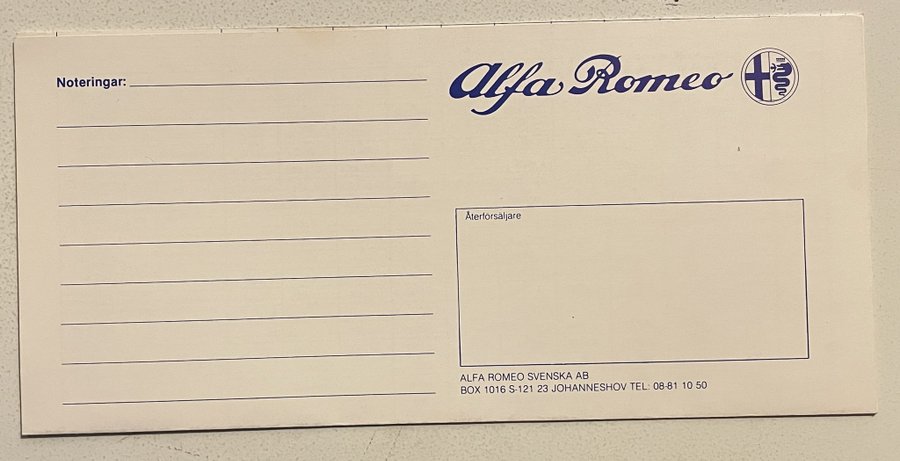 Noteringar:
Alfa Romeo
Återförsäljare
ALFA ROMEO SVENSKA AB
BOX 1016 S-121 23 JOHANNESHOV TEL: 08-81 10 50